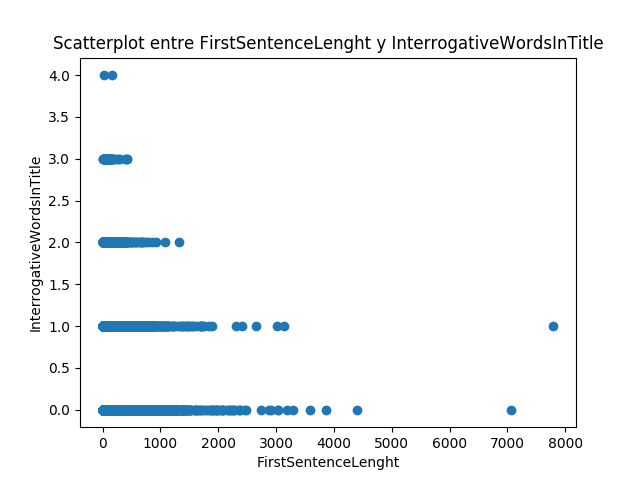 Scatterplot entre FirstSentenceLenght y InterrogativeWordsInTitle
InterrogativeWordsInTitle
4.0
3.5
3.0
2.5
2.0
1.5
1.0
0.5
0.0
0 1000 2000 3000 4000 5000 6000 7000 8000
FirstSentenceLenght